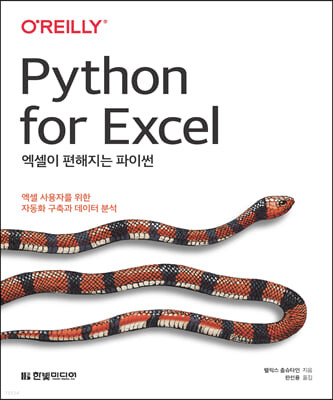 O'REILLY®
Python
for Excel
엑셀이 편해지는 파이썬
엑셀 사용자를 위한
자동화 구축과 데이터 분석
펠릭스 춤슈타인 지음
한선용 옮김
한빛미디어